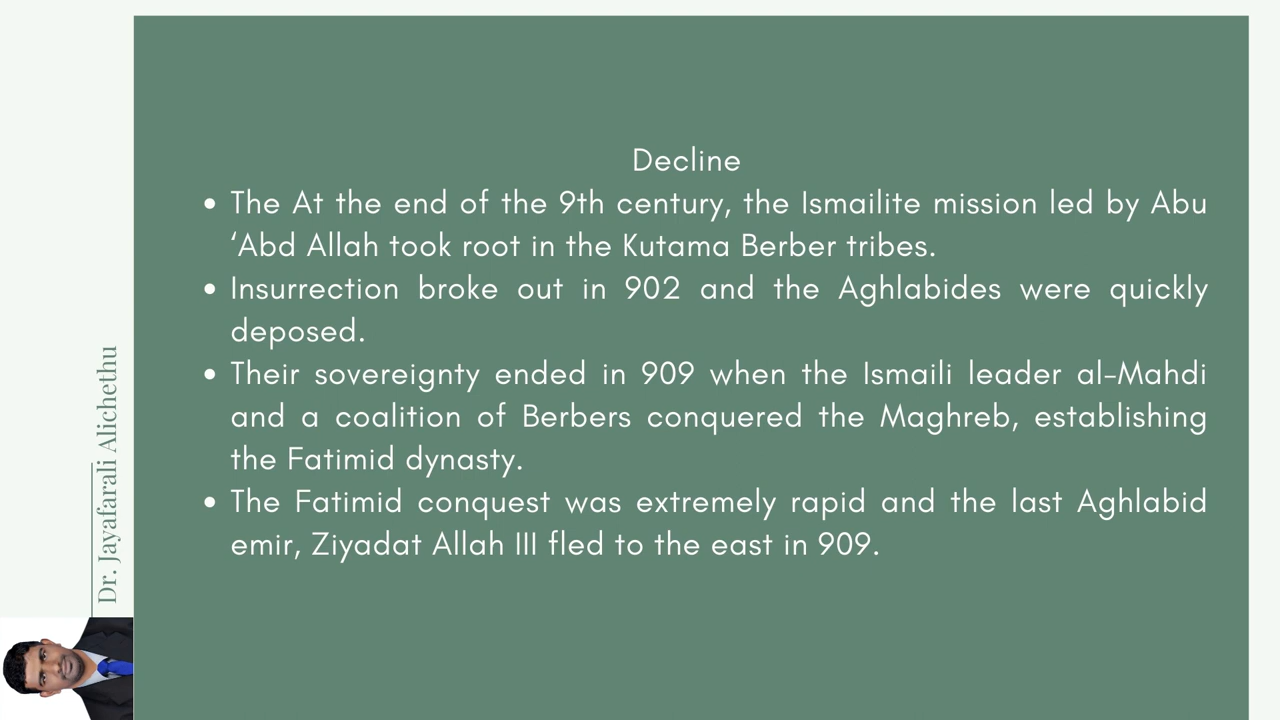 Decline
• The At the end of the 9th century, the Ismailite mission led by Abu
‘Abd Allah took root in the Kutama Berber tribes.
• Insurrection broke out in 902 and the Aghlabides were quickly
deposed.
• Their sovereignty ended in 909 when the Ismaili leader al-Mahdi
and a coalition of Berbers conquered the Maghreb, establishing
the Fatimid dynasty.
• The Fatimid conquest was extremely rapid and the last Aghlabid
emir, Ziyadat Allah III fled to the east in 909.
Dr. Jayafarali Alichethu